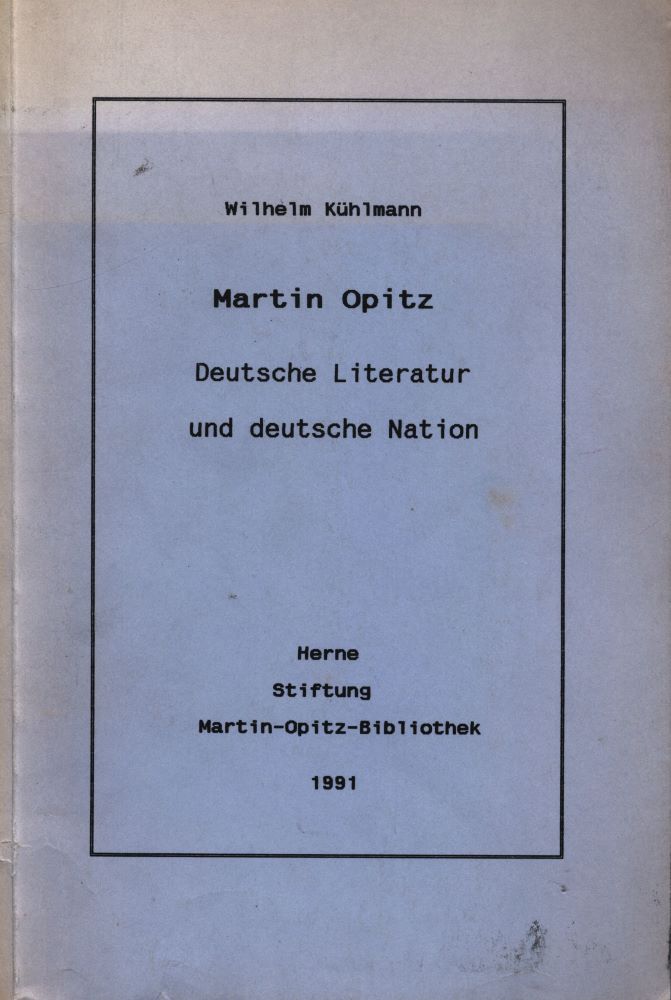 Wilhelm Kühlmann
Martin Opitz
Deutsche Literatur
und deutsche Nation
Herne
Stiftung
Martin-Opitz-Bibliothek
1991